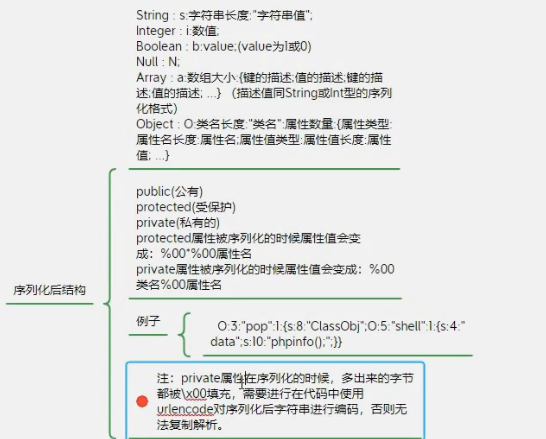 String : s:字符串长度:"字符串值";
Integer : i:数值;
Boolean : b:value;(value为1或0)
Null : N;
Array : a:数组大小:{键的描述;值的描述;键的描
述;值的描述; ...} （描述值同String或Int型的序列
化格式）
Object : O:类名长度:"类名":属性数量:{属性类型:
属性名长度:属性名;属性值类型:属性值长度:属性
值; ...}
public(公有)
protected(受保护)
private(私有的)
protected属性被序列化的时候属性值会变
成：%00*%00属性名
private属性被序列化的时候属性值会变成：%00
类名%00属性名
序列化后结构
例子
O:3:"pop":1:{s:8:"ClassObj";O:5:"shell":1:{s:4:"
data";s:10:"phpinfo();";}}
注：private属性在序列化的时候，多出来的字节
都被\x00填充，需要进行在代码中使用
urlencode对序列化后字符串进行编码，否则无
法复制解析。